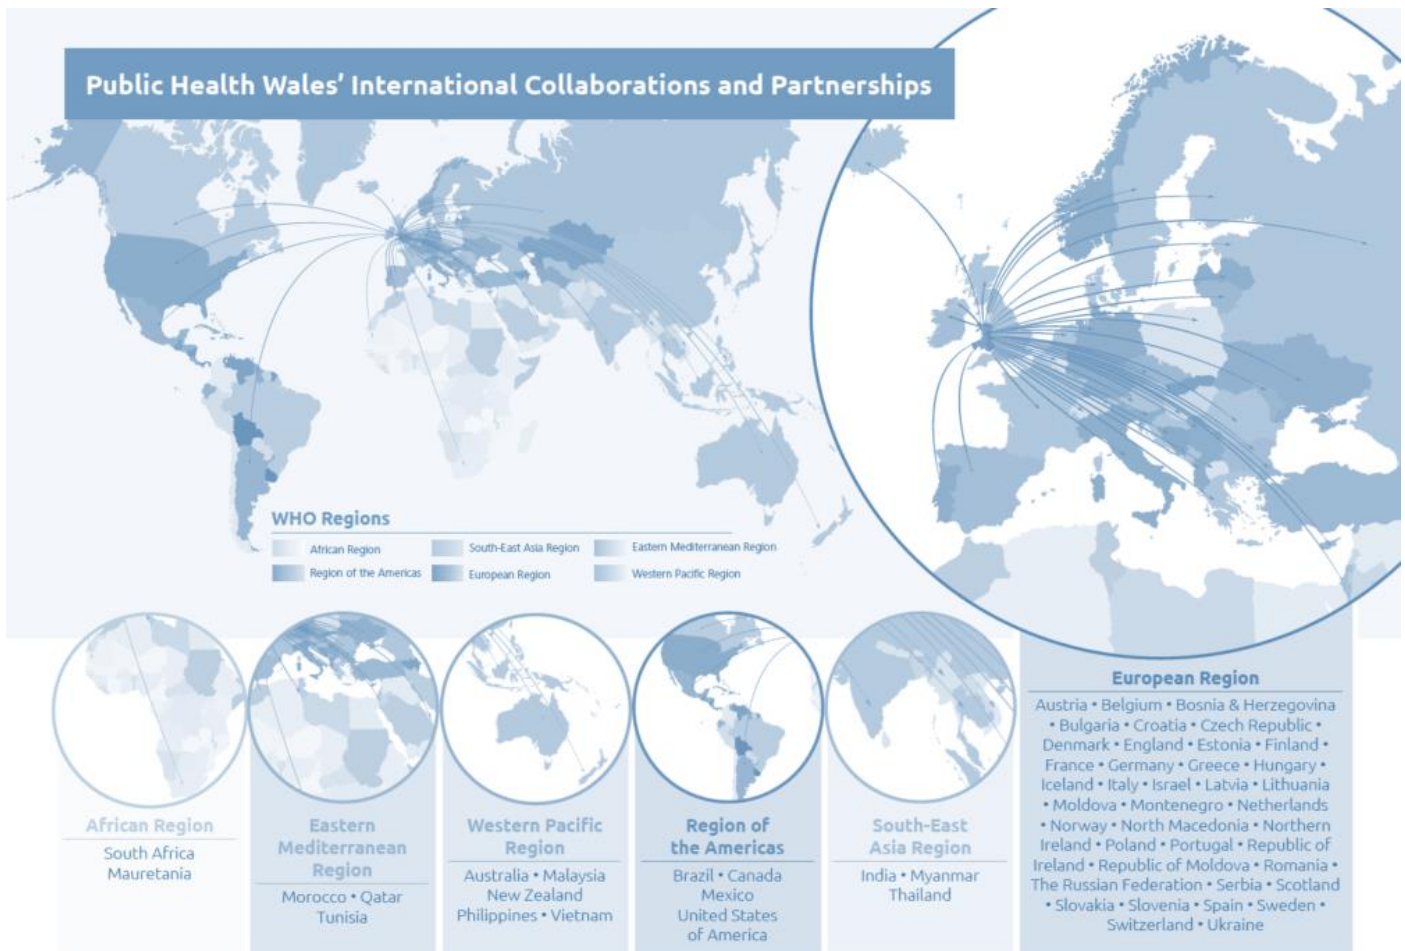 Public Health Wales' International Collaborations and Partnerships
WHO Regions
African Region
South-East Asia Region
Eastern Mediterranean Region
Region of the Americas
European Region
Western Pacific Region
African Region
South Africa
Mauretania
Eastern
Mediterranean
Region
Morocco • Qatar
Tunisia
Western Pacific
Region
Australia • Malaysia
New Zealand
Philippines • Vietnam
Region of
the Americas
Brazil • Canada
Mexico
United States
of America
South-East
Asia Region
India • Myanmar
Thailand
European Region
Austria • Belgium • Bosnia & Herzegovina
• Bulgaria • Croatia • Czech Republic •
Denmark • England • Estonia • Finland •
France • Germany • Greece • Hungary •
Iceland • Italy • Israel • Latvia • Lithuania
• Moldova • Montenegro • Netherlands
• Norway • North Macedonia • Northern
Ireland • Poland • Portugal • Republic of
Ireland • Republic of Moldova • Romania •
The Russian Federation • Serbia • Scotland
• Slovakia • Slovenia • Spain • Sweden •
Switzerland • Ukraine